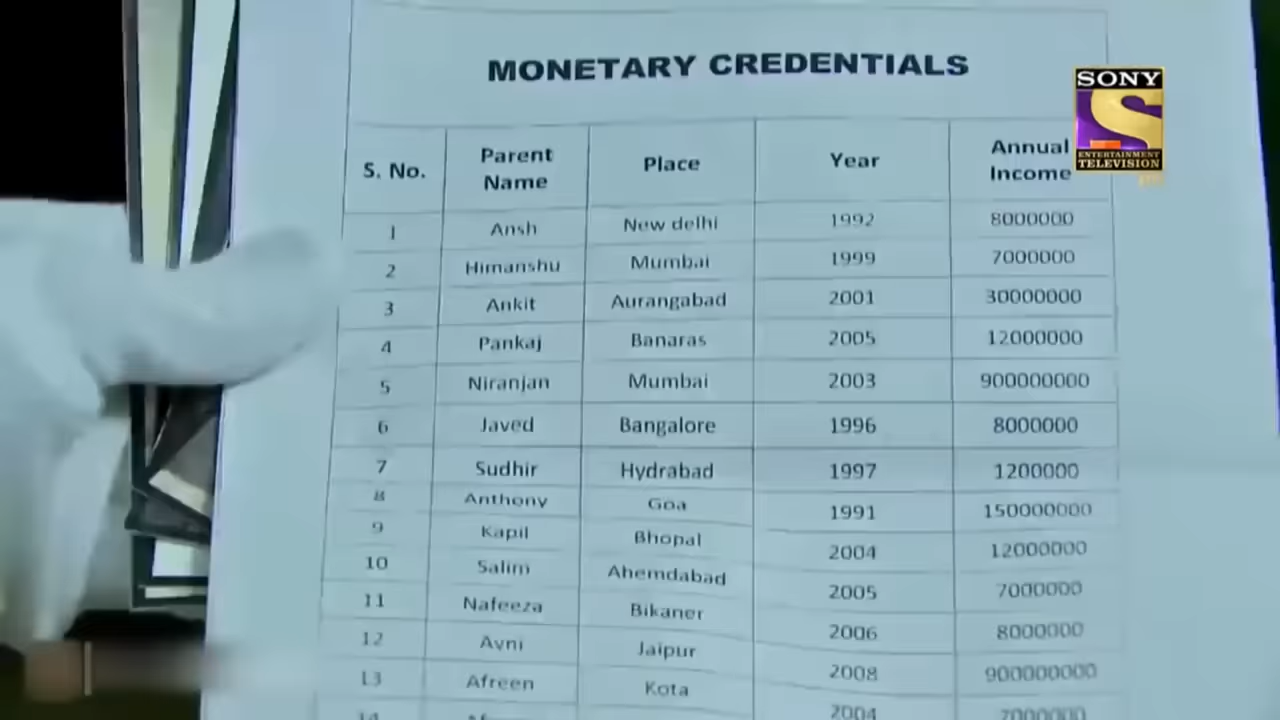 MONETARY CREDENTIALS
S. No. Parent Name Place Year Annual Income
1 Ansh New delhi 1992 8000000
2 Himanshu Mumbai 1999 7000000
3 Ankit Aurangabad 2001 30000000
4 Pankaj Banaras 2005 12000000
5 Niranjan Mumbai 2003 900000000
6 Javed Bangalore 1996 8000000
7 Sudhir Hydrabad 1997 1200000
8 Anthony Goa 1991 150000000
9 Kapil Bhopal 2004 12000000
10 Salim Ahemdabad 2005 7000000
11 Nafeeza Bikaner 2006 8000000
12 Avni Jaipur 2008 900000000
13 Afreen Kota 2004 7000000
14
SONY
S
ENTERTAINMENT
TELEVISION